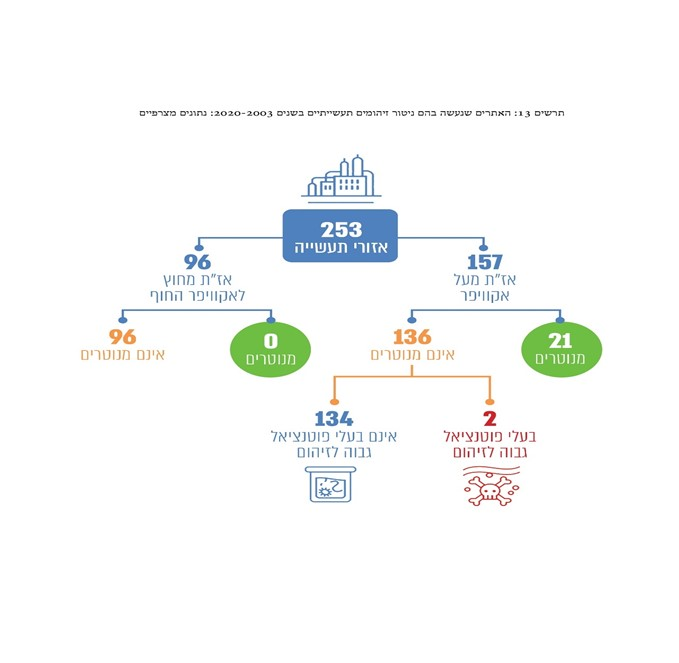 תרשים 13: האתרים שנעשה בהם ניטור זיהומים תעשייתיים בשנים 2020-2003: נתונים מצרפיים
253
אזורי תעשייה
157
אז"ת מעל
אקוויפר
96
אז"ת מחוץ
לאקוויפר החוף
21
מנוטרים
136
אינם מנוטרים
0
מנוטרים
96
אינם מנוטרים
2
בעלי פוטנציאל
גבוה לזיהום
134
אינם בעלי פוטנציאל
גבוה לזיהום